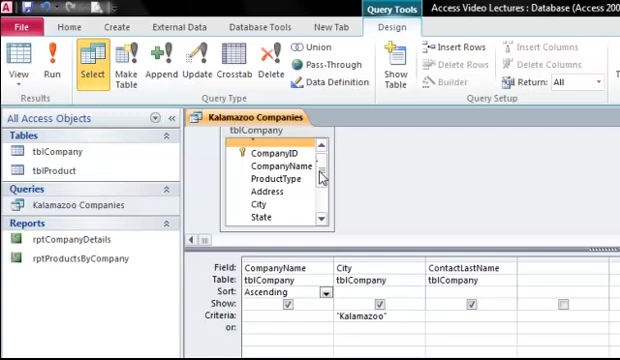 Query Tools
Access Video Lectures : Database (Access 200
File Home Create External Data Database Tools New Tab Design
View
Run
Select
Make Table
Append
Update
Crosstab
Delete
Union
Pass-Through
Data Definition
Show Table
Insert Rows
Delete Rows
Builder
Insert Columns
Delete Columns
Return: All
Results
Query Type
Query Setup
All Access Objects
Tables
tblCompany
tblProduct
Queries
Kalamazoo Companies
Reports
rptCompanyDetails
rptProductsByCompany
Kalamazoo Companies
tblCompany
*
CompanyID
CompanyName
ProductType
Address
City
State
Field: CompanyName City ContactLastName
Table: tblCompany tblCompany tblCompany
Sort: Ascending
Show:
Criteria: "Kalamazoo"
or: